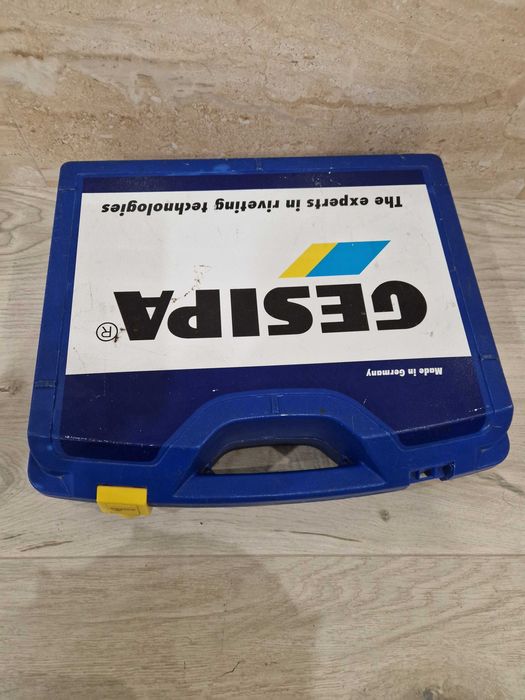 Made in Germany
GESIPA®
The experts in riveting technologies